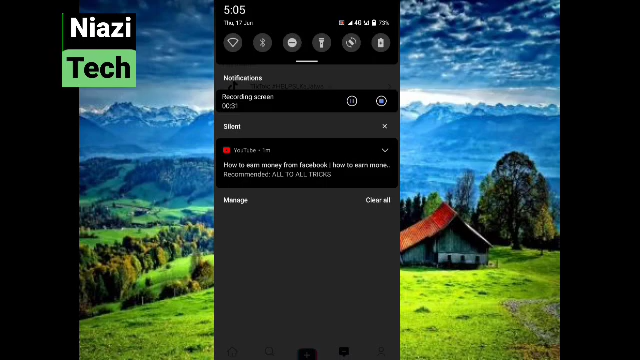 Niazi
Tech
5:05
Thu, 17 Jun
4G
73%
Notifications
Recording screen
00:31
Silent
YouTube • 1m
How to earn money from facebook | how to earn mone..
Recommended: ALL TO ALL TRICKS
Manage
Clear all